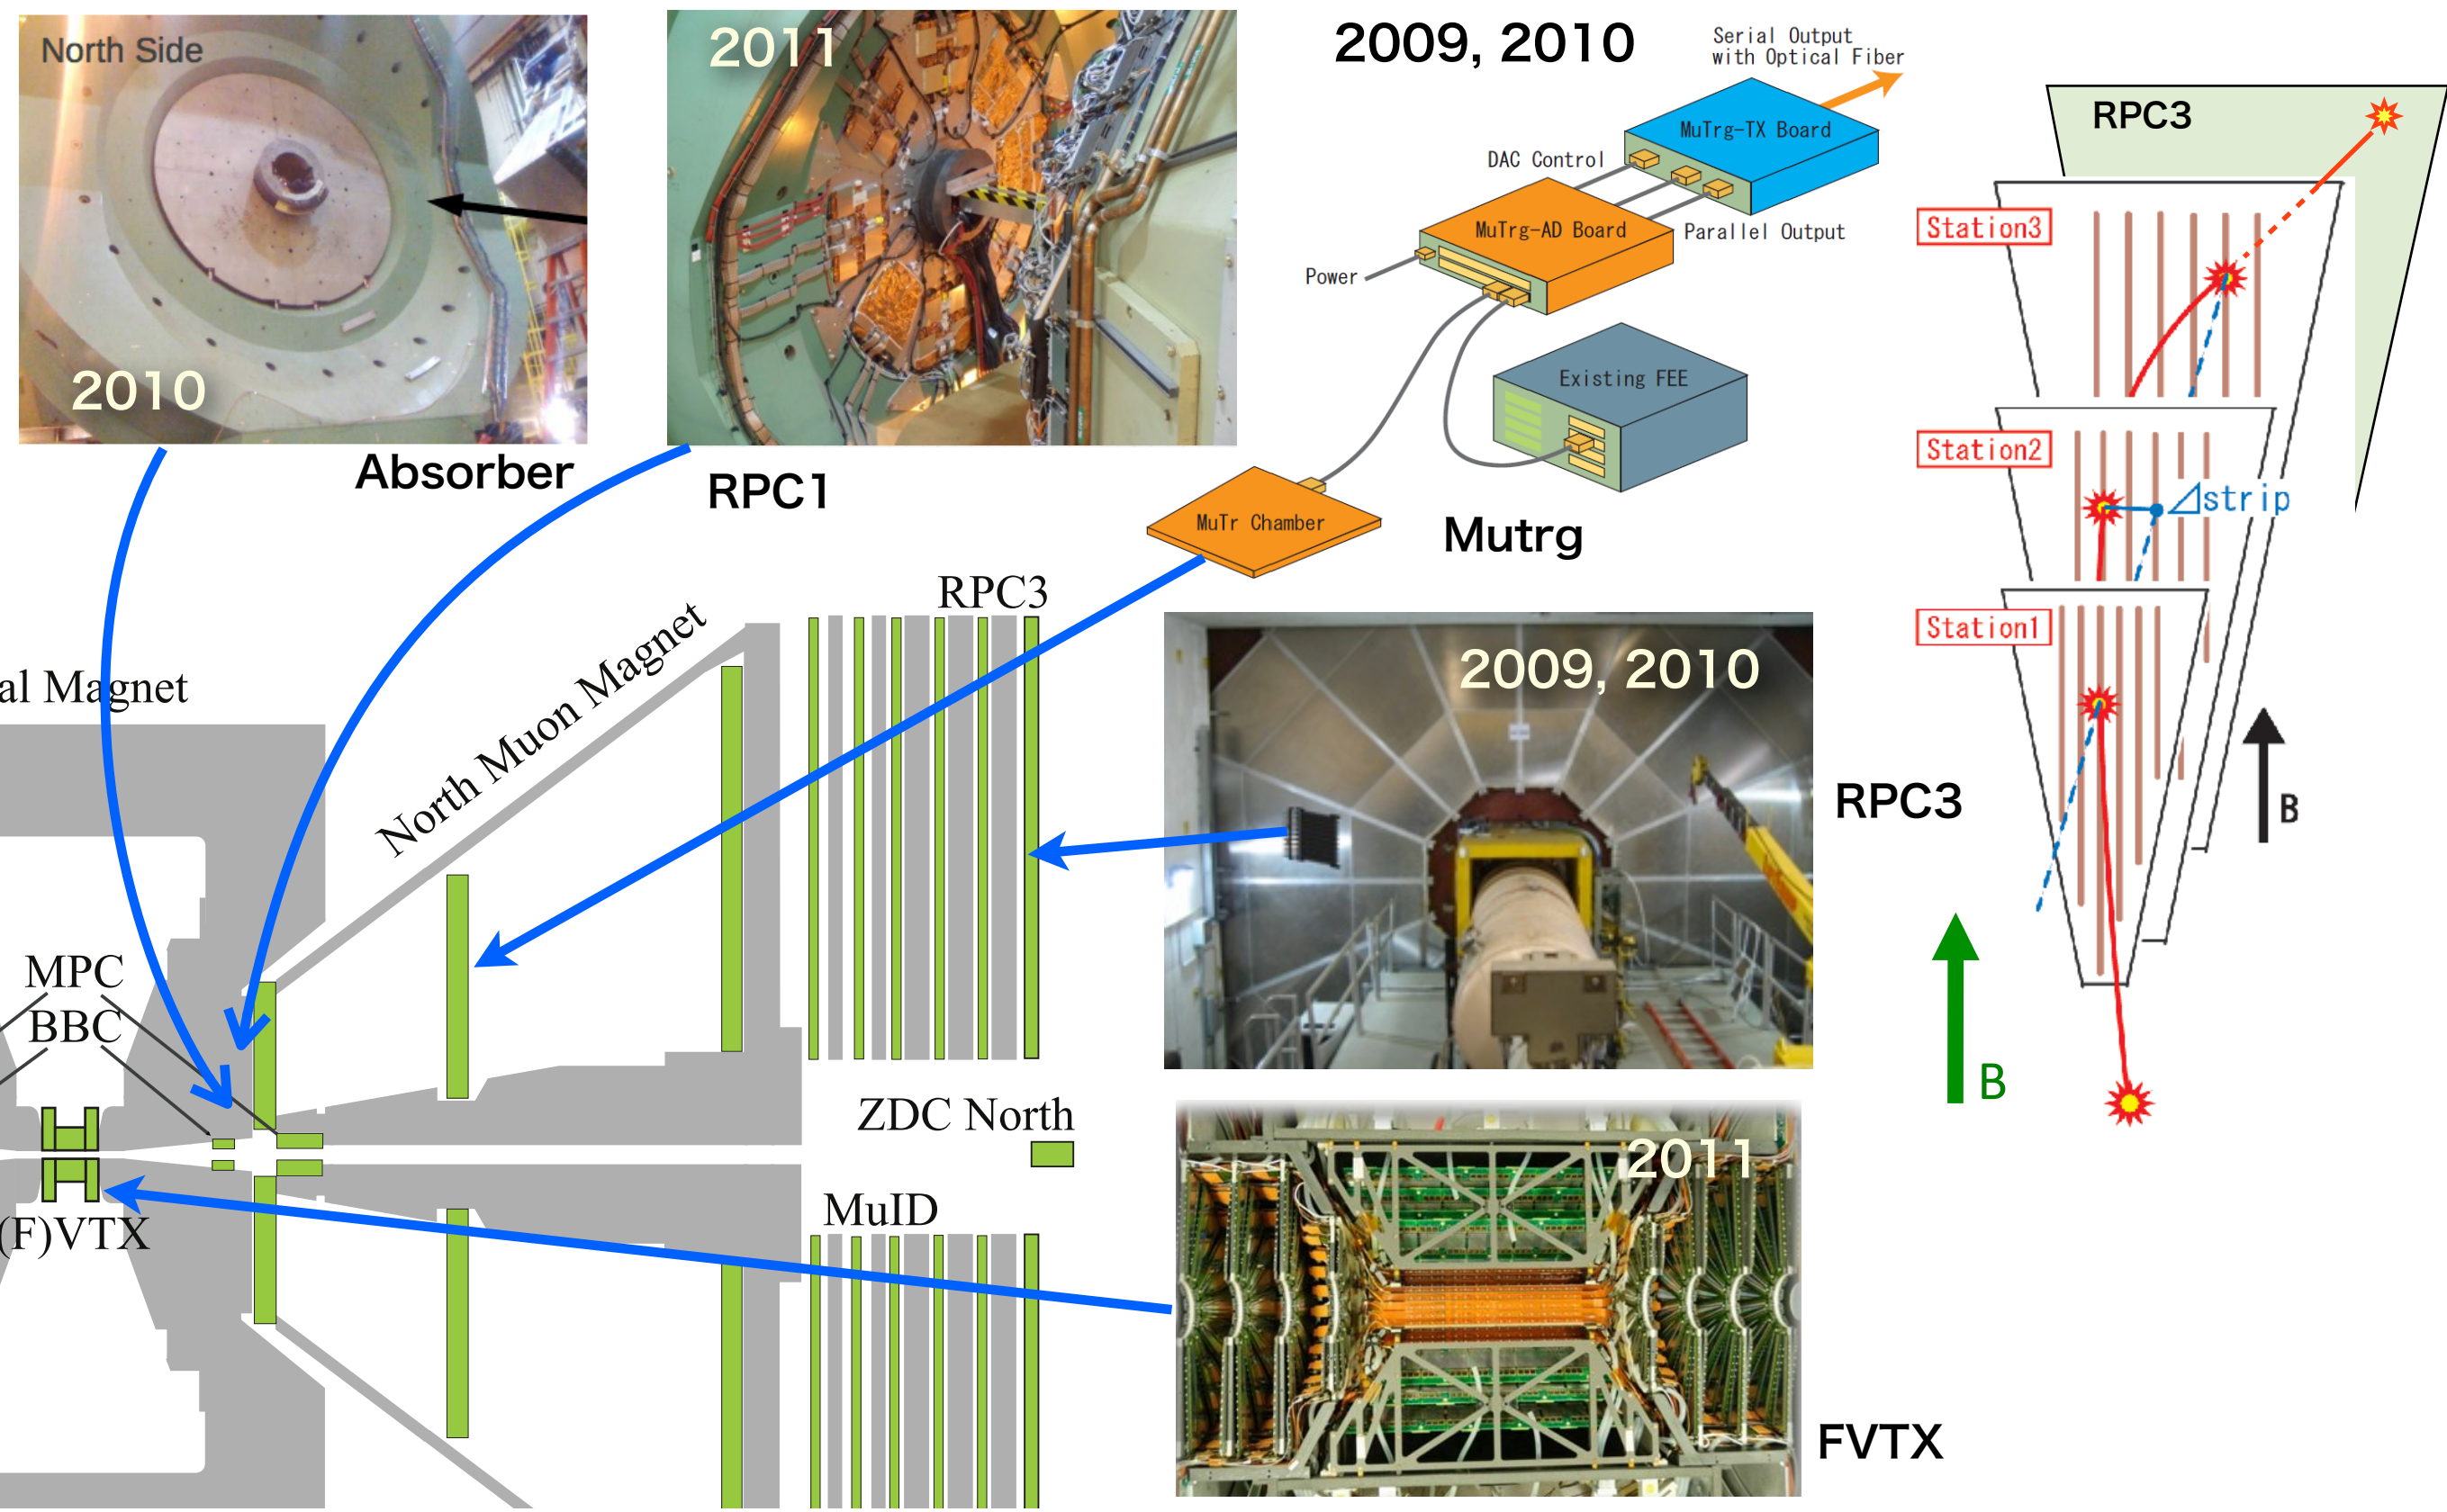 North Side
2010
Absorber
2011
RPC1
2009, 2010
Serial Output
with Optical Fiber
MuTrg-TX Board
DAC Control
MuTrg-AD Board
Parallel Output
Power
Existing FEE
MuTr Chamber
Mutrg
RPC3
Station3
Station2
⊿strip
Station1
B
B
al Magnet
North Muon Magnet
RPC3
MPC
BBC
(F)VTX
ZDC North
MuID
2009, 2010
RPC3
2011
FVTX